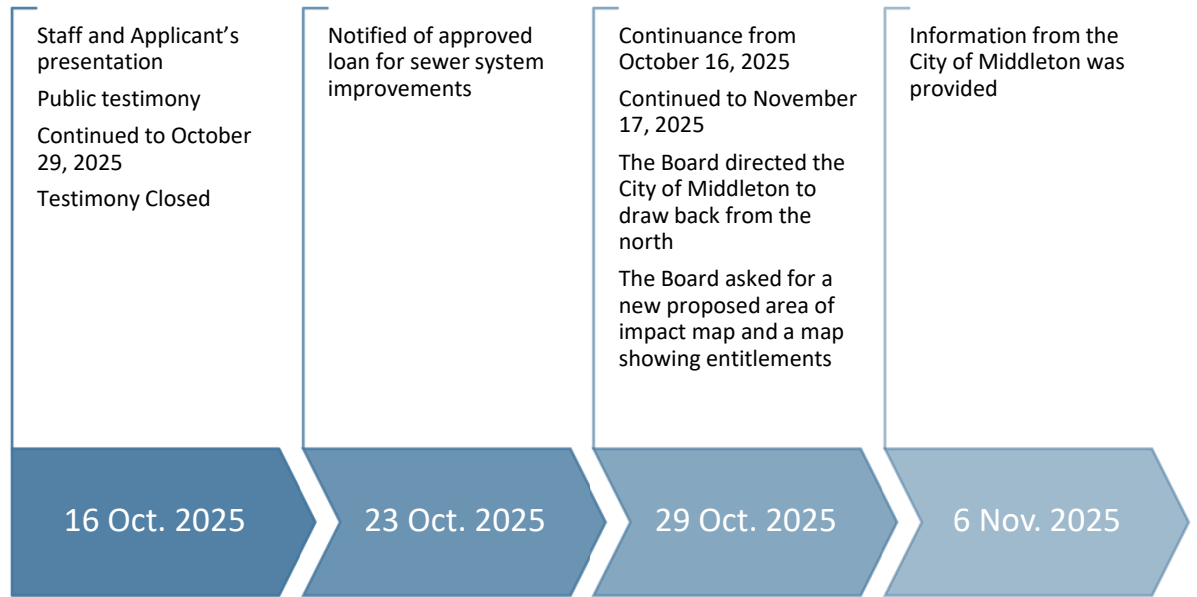 Staff and Applicant’s
presentation
Public testimony
Continued to October
29, 2025
Testimony Closed
16 Oct. 2025
Notified of approved
loan for sewer system
improvements
23 Oct. 2025
Continuance from
October 16, 2025
Continued to November
17, 2025
The Board directed the
City of Middleton to
draw back from the
north
The Board asked for a
new proposed area of
impact map and a map
showing entitlements
29 Oct. 2025
Information from the
City of Middleton was
provided
6 Nov. 2025